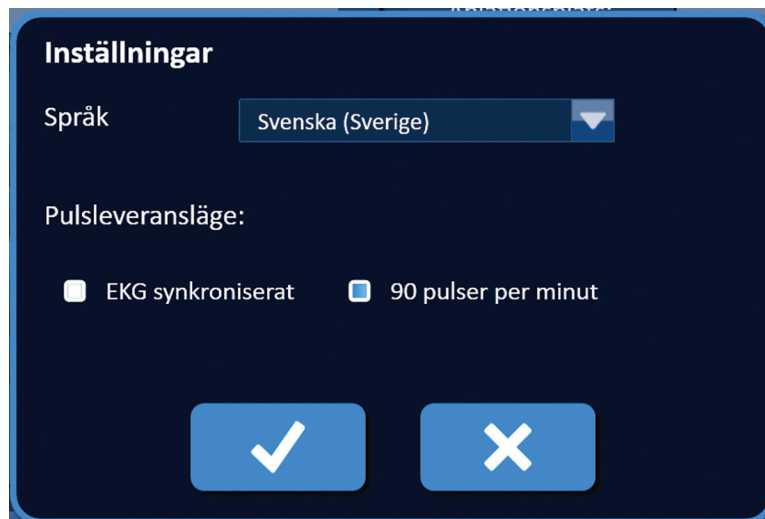 Inställningar
Språk
Svenska (Sverige)
Pulsleveransläge:
EKG synkroniserat
90 pulser per minut